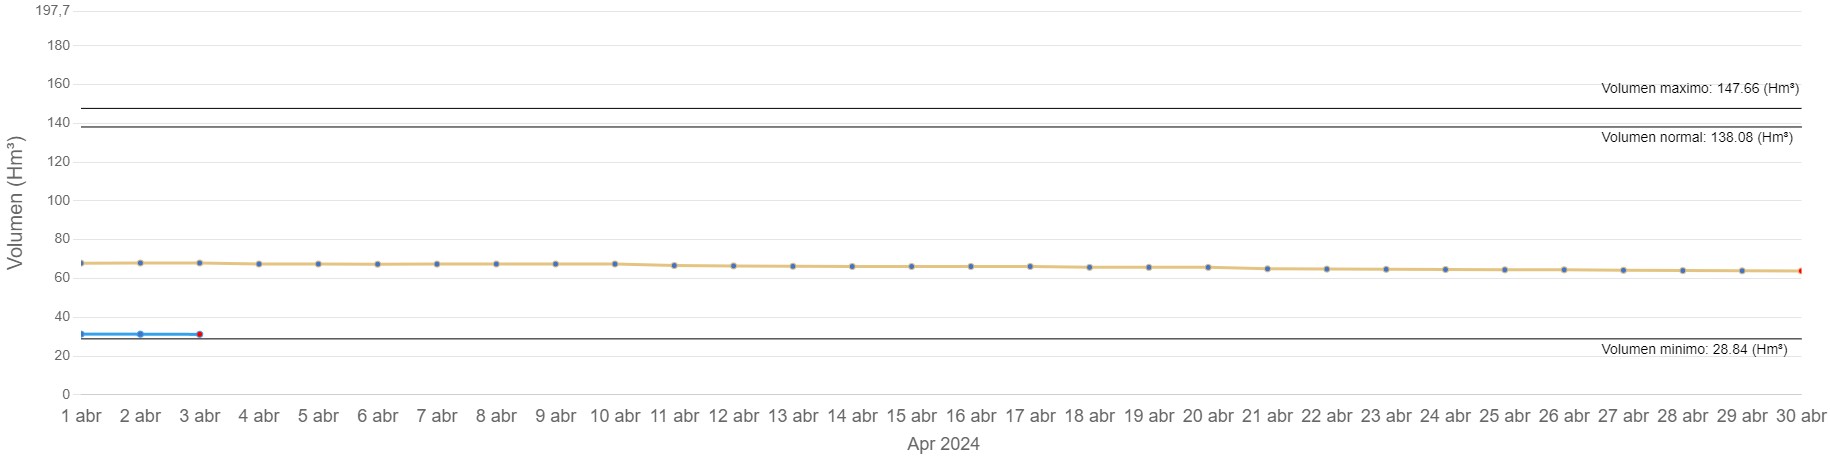 197,7
180
160
140
120
100
80
60
40
20
0
Volumen (Hm³)
Volumen maximo: 147.66 (Hm³)
Volumen normal: 138.08 (Hm³)
Volumen minimo: 28.84 (Hm³)
1 abr 2 abr 3 abr 4 abr 5 abr 6 abr 7 abr 8 abr 9 abr 10 abr 11 abr 12 abr 13 abr 14 abr 15 abr 16 abr 17 abr 18 abr 19 abr 20 abr 21 abr 22 abr 23 abr 24 abr 25 abr 26 abr 27 abr 28 abr 29 abr 30 abr
Apr 2024